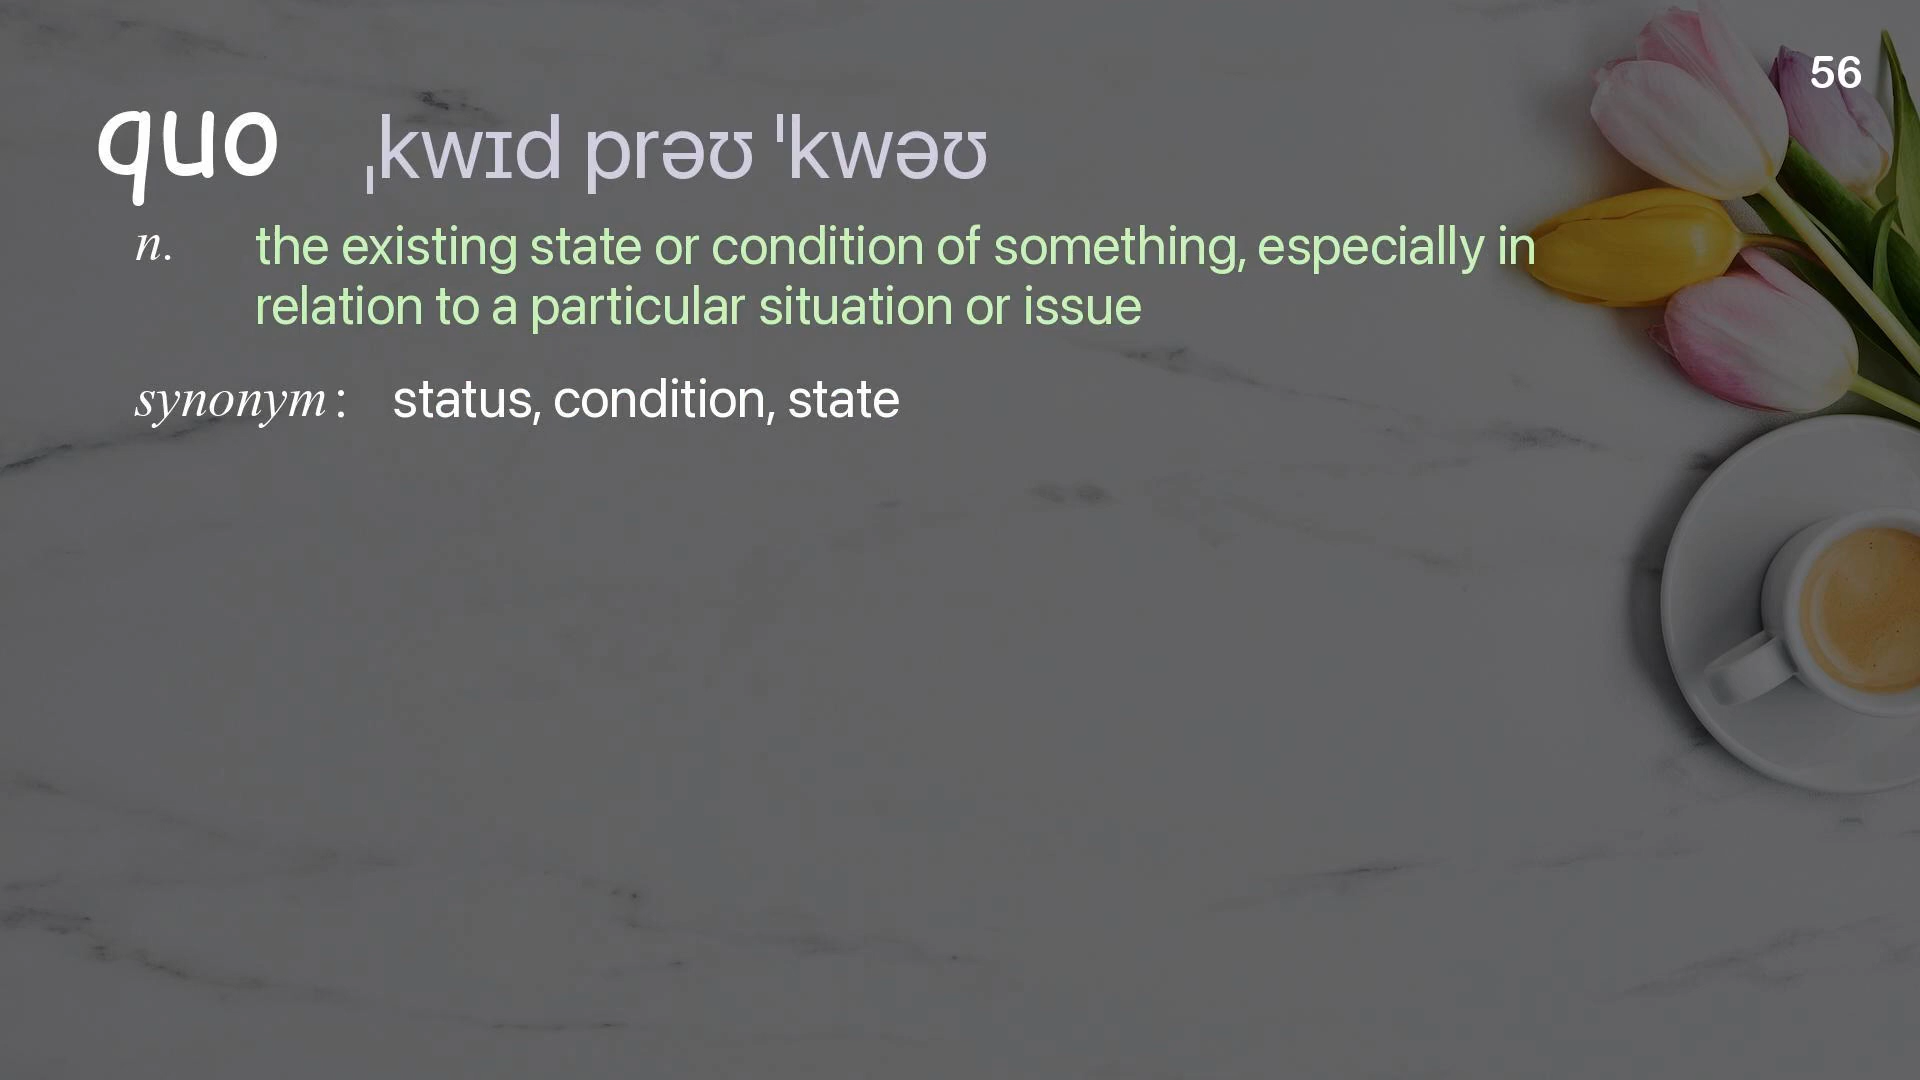 56
quo ˌkwɪd prəʊ ˈkwəʊ
n. the existing state or condition of something, especially in
relation to a particular situation or issue
synonym: status, condition, state